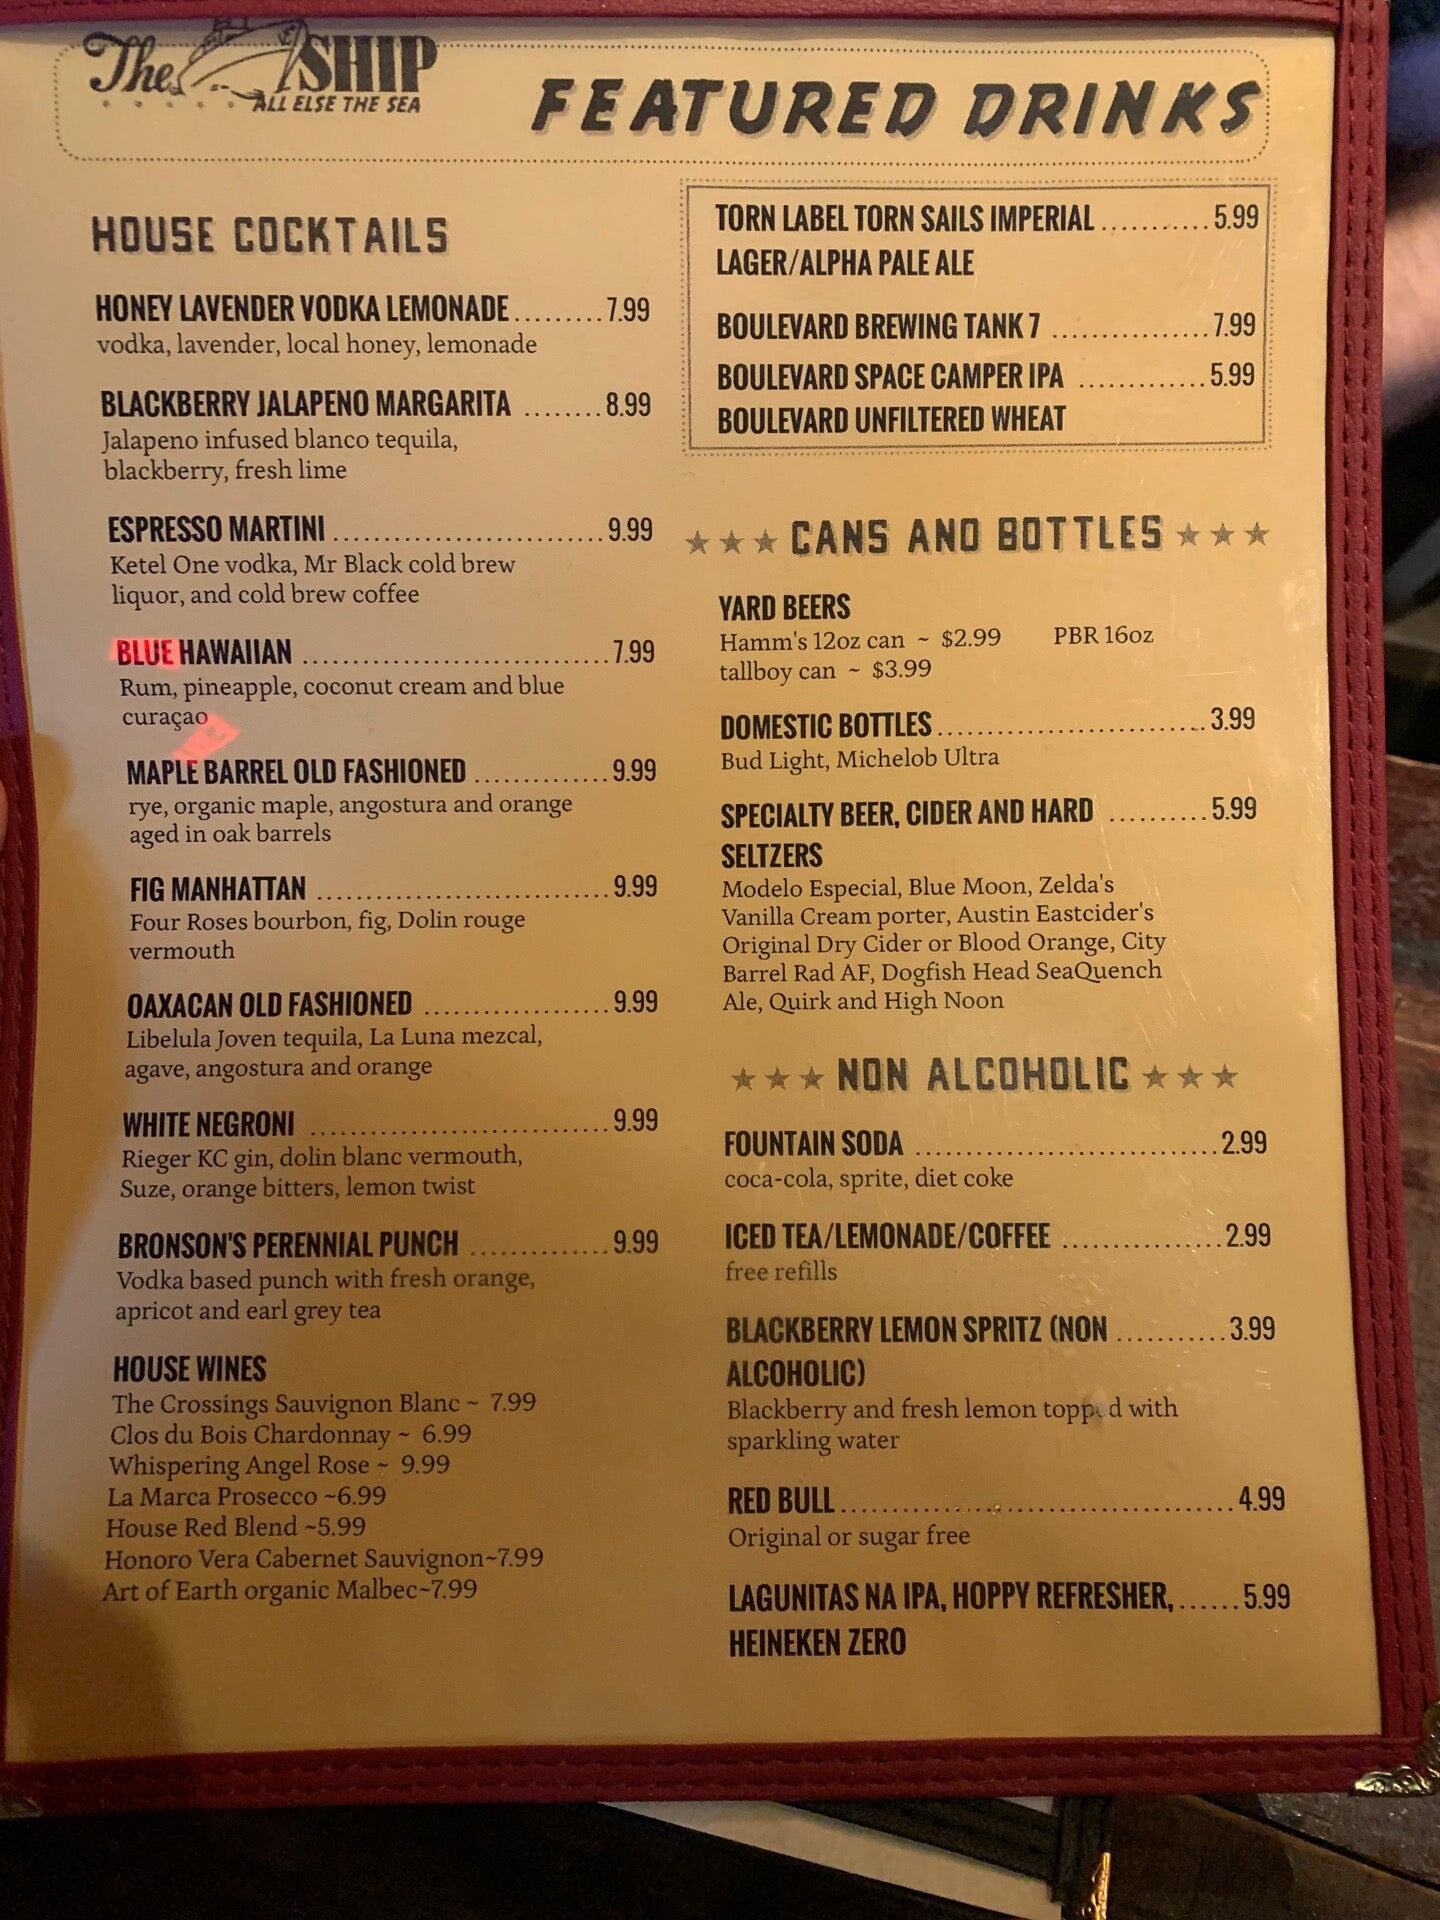 The SHIP
ALL ELSE THE SEA
FEATURED DRINKS
HOUSE COCKTAILS
HONEY LAVENDER VODKA LEMONADE.........7.99
vodka, lavender, local honey, lemonade
BLACKBERRY JALAPENO MARGARITA ........8.99
Jalapeno infused blanco tequila,
blackberry, fresh lime
ESPRESSO MARTINI ...........................9.99
Ketel One vodka, Mr Black cold brew
liquor, and cold brew coffee
BLUE HAWAIIAN ...............................7.99
Rum, pineapple, coconut cream and blue
curaçao
MAPLE BARREL OLD FASHIONED .............9.99
rye, organic maple, angostura and orange
aged in oak barrels
FIG MANHATTAN .............................9.99
Four Roses bourbon, fig, Dolin rouge
vermouth
OAXACAN OLD FASHIONED ..................9.99
Libelula Joven tequila, La Luna mezcal,
agave, angostura and orange
WHITE NEGRONI .............................9.99
Rieger KC gin, dolin blanc vermouth,
Suze, orange bitters, lemon twist
BRONSON'S PERENNIAL PUNCH .............9.99
Vodka based punch with fresh orange,
apricot and earl grey tea
HOUSE WINES
The Crossings Sauvignon Blanc ~ 7.99
Clos du Bois Chardonnay ~ 6.99
Whispering Angel Rose ~ 9.99
La Marca Prosecco ~6.99
House Red Blend ~5.99
Honoro Vera Cabernet Sauvignon~7.99
Art of Earth organic Malbec~7.99
TORN LABEL TORN SAILS IMPERIAL ...........5.99
LAGER/ALPHA PALE ALE
BOULEVARD BREWING TANK 7 ...............7.99
BOULEVARD SPACE CAMPER IPA ............5.99
BOULEVARD UNFILTERED WHEAT
★★★ CANS AND BOTTLES ★★★
YARD BEERS
Hamm's 12oz can ~ $2.99 PBR 16oz
tallboy can ~ $3.99
DOMESTIC BOTTLES..........................3.99
Bud Light, Michelob Ultra
SPECIALTY BEER, CIDER AND HARD ..........5.99
SELTZERS
Modelo Especial, Blue Moon, Zelda's
Vanilla Cream porter, Austin Eastcider's
Original Dry Cider or Blood Orange, City
Barrel Rad AF, Dogfish Head SeaQuench
Ale, Quirk and High Noon
★★★ NON ALCOHOLIC ★★★
FOUNTAIN SODA .............................2.99
coca-cola, sprite, diet coke
ICED TEA/LEMONADE/COFFEE ...............2.99
free refills
BLACKBERRY LEMON SPRITZ (NON ...........3.99
ALCOHOLIC)
Blackberry and fresh lemon topped with
sparkling water
RED BULL.....................................4.99
Original or sugar free
LAGUNITAS NA IPA, HOPPY REFRESHER,......5.99
HEINEKEN ZERO